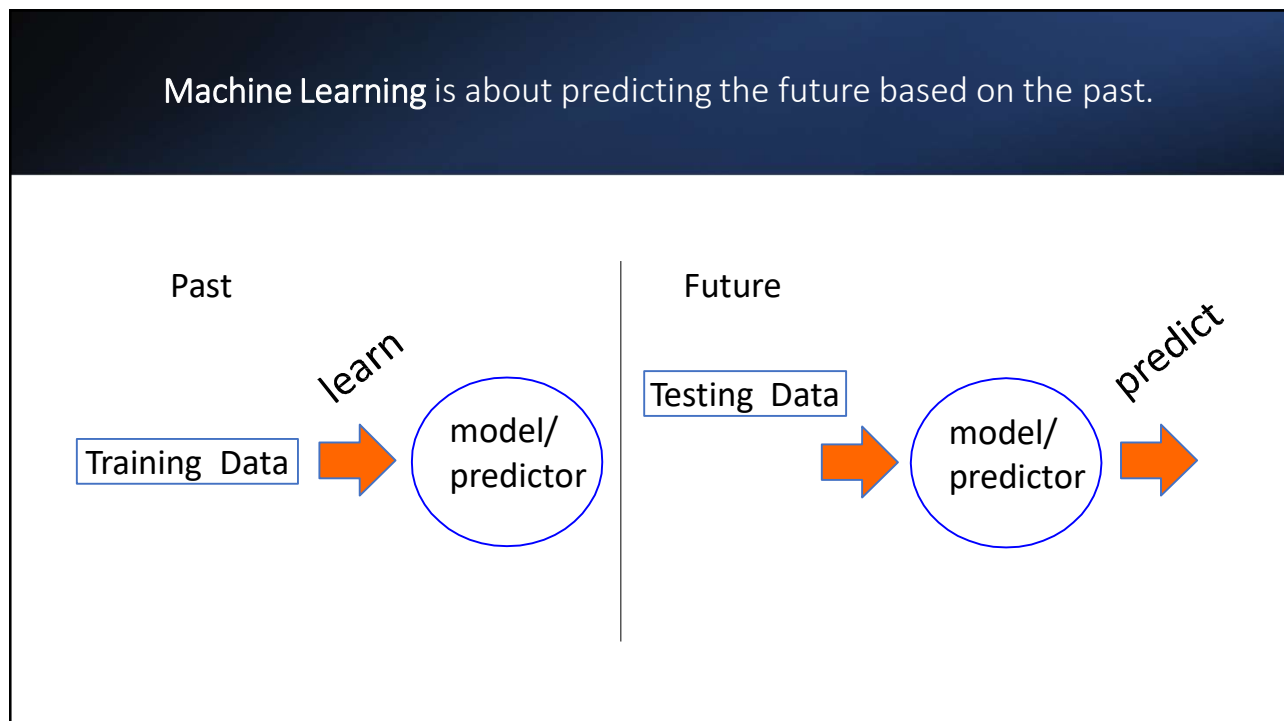 Machine Learning is about predicting the future based on the past.
Past
learn
Training Data
model/
predictor
Future
predict
Testing Data
model/
predictor